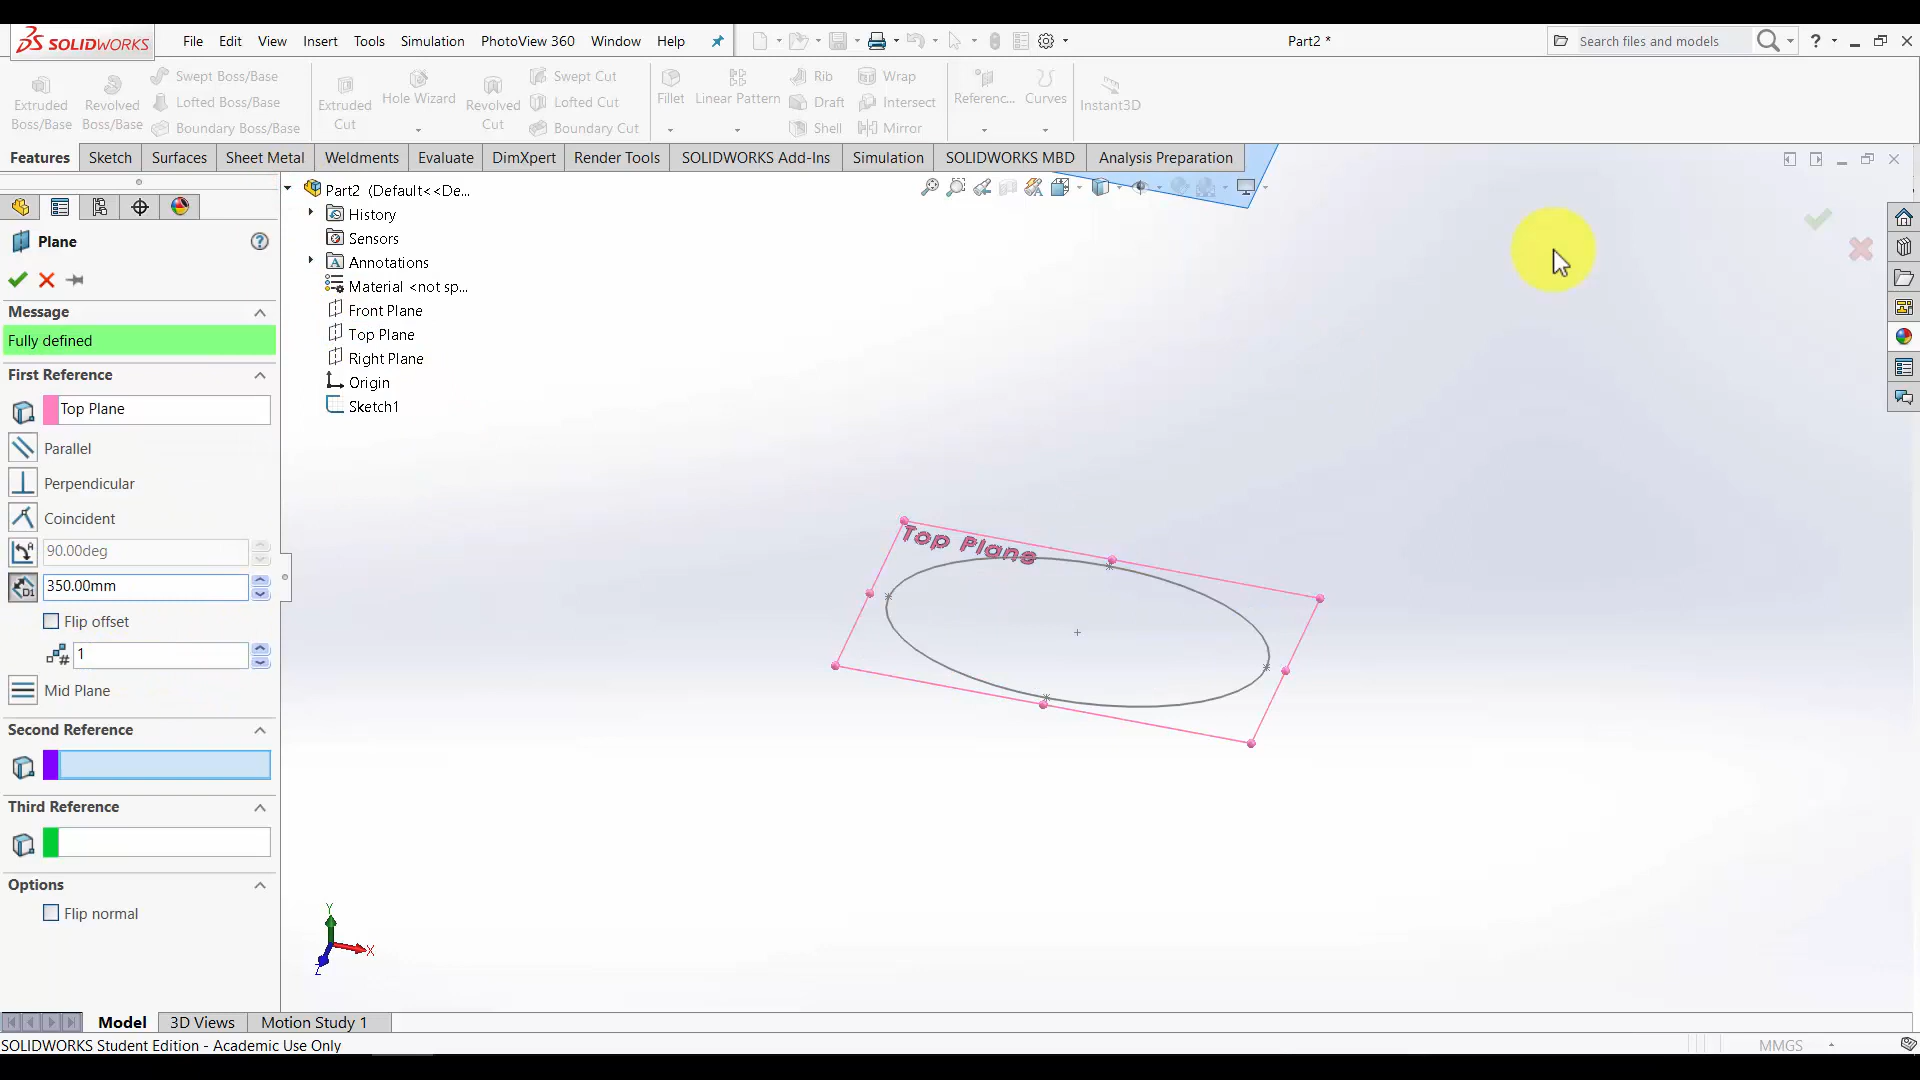 SOLIDWORKS File Edit View Insert Tools Simulation PhotoView 360 Window Help Part2 * Search files and models ?
Extruded Boss/Base
Revolved Boss/Base
Swept Boss/Base
Lofted Boss/Base
Boundary Boss/Base
Extruded Cut
Hole Wizard
Revolved Cut
Swept Cut
Lofted Cut
Boundary Cut
Fillet
Linear Pattern
Rib
Draft
Shell
Wrap
Intersect
Mirror
Referenc...
Curves
Instant3D
Features Sketch Surfaces Sheet Metal Weldments Evaluate DimXpert Render Tools SOLIDWORKS Add-Ins Simulation SOLIDWORKS MBD Analysis Preparation
Plane
?
Message
Fully defined
First Reference
Top Plane
Parallel
Perpendicular
Coincident
90.00deg
350.00mm
Flip offset
1
Mid Plane
Second Reference
Third Reference
Options
Flip normal
Part2 (Default<<De...
History
Sensors
Annotations
Material <not sp...
Front Plane
Top Plane
Right Plane
Origin
Sketch1
Top Plane
Y
X
Z
Model 3D Views Motion Study 1
SOLIDWORKS Student Edition - Academic Use Only MMGS